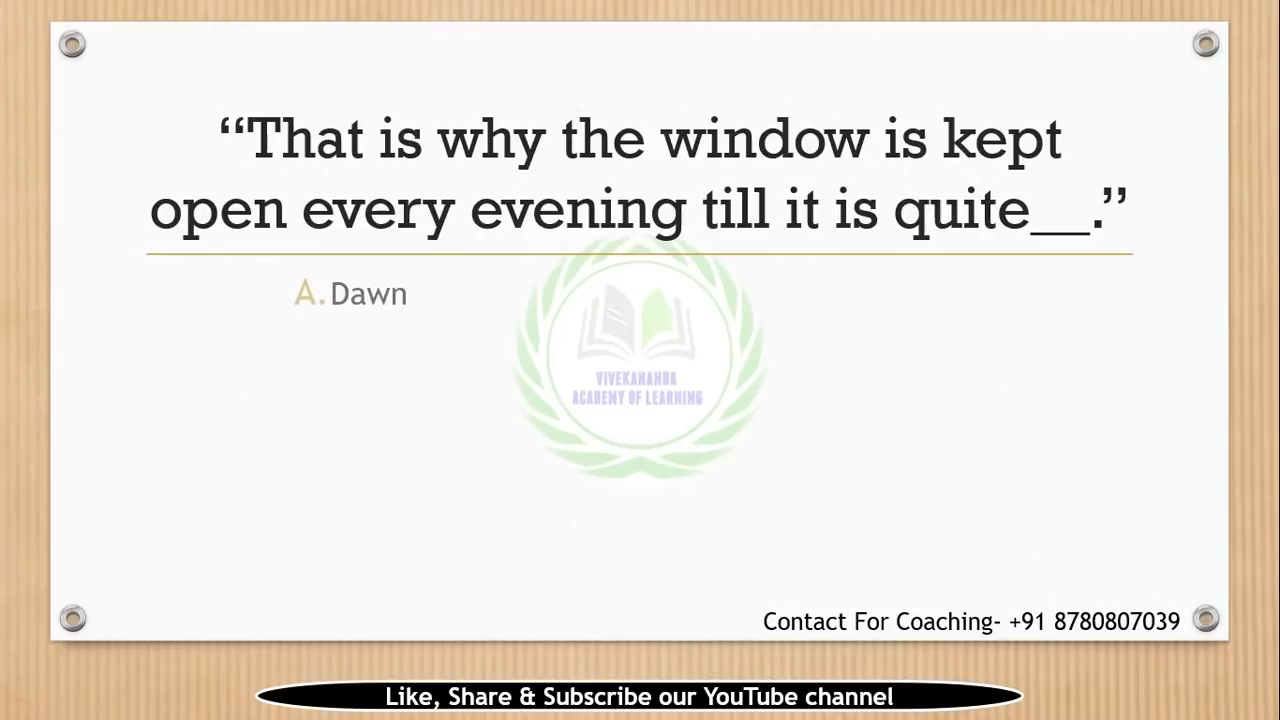 “That is why the window is kept
open every evening till it is quite__.”
A. Dawn
VIVEKANANDA
ACADEMY OF LEARNING
Contact For Coaching- +91 8780807039
Like, Share & Subscribe our YouTube channel